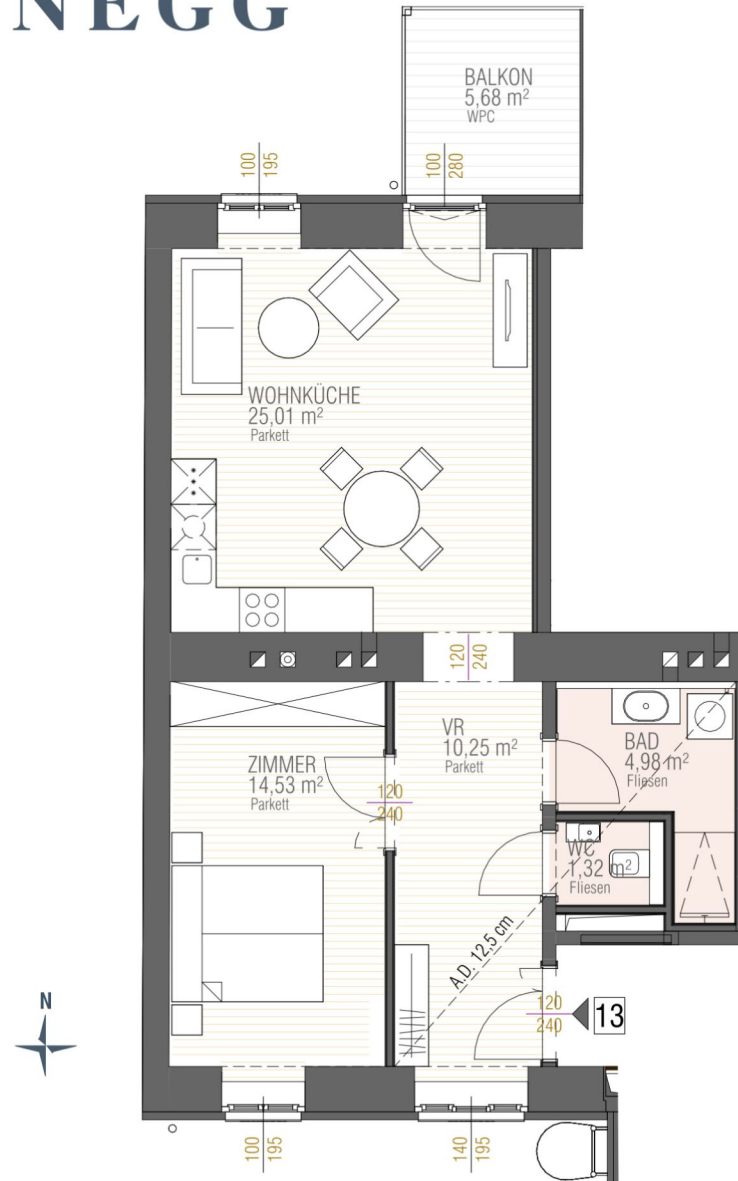 NEGG
BALKON
5,68 m²
WPC
100
195
100
280
WOHNKÜCHE
25,01 m²
Parkett
120
240
VR
10,25 m²
Parkett
BAD
4,98 m²
Fliesen
ZIMMER
14,53 m²
Parkett
120
240
WC
1,32 m²
Fliesen
A.D. 12,5 cm
120
240
13
N
100
195
140
195